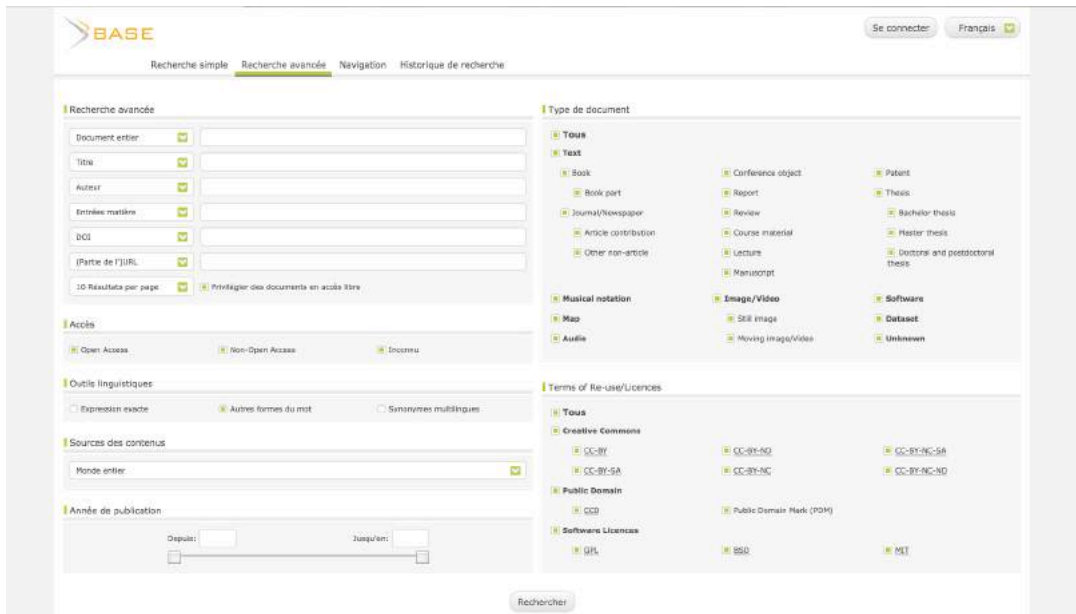 BASE
Se connecter
Français
Recherche simple Recherche avancée Navigation Historique de recherche
Recherche avancée
Document entier
Titre
Auteur
Entrées matière
DOI
(Partie de l')URL
10 Résultats par page
Privilégier des documents en accès libre
Accès
Open Access Non-Open Access Inconnu
Outils linguistiques
Expression exacte Autres formes du mot Synonymes multilingues
Sources des contenus
Monde entier
Année de publication
Depuis: Jusqu'en:
Type de document
Tous
Text
Book Conference object Patent
Book part Report Thesis
Journal/Newspaper Review Bachelor thesis
Article contribution Course material Master thesis
Other non-article Lecture Doctoral and postdoctoral
thesis
Manuscript
Musical notation Image/Video Software
Map Still image Dataset
Audio Moving image/Video Unknown
Terms of Re-use/Licences
Tous
Creative Commons
CC-BY CC-BY-ND CC-BY-NC-SA
CC-BY-SA CC-BY-NC CC-BY-NC-ND
Public Domain
CC0 Public Domain Mark (PDM)
Software Licences
GPL BSD MIT
Rechercher